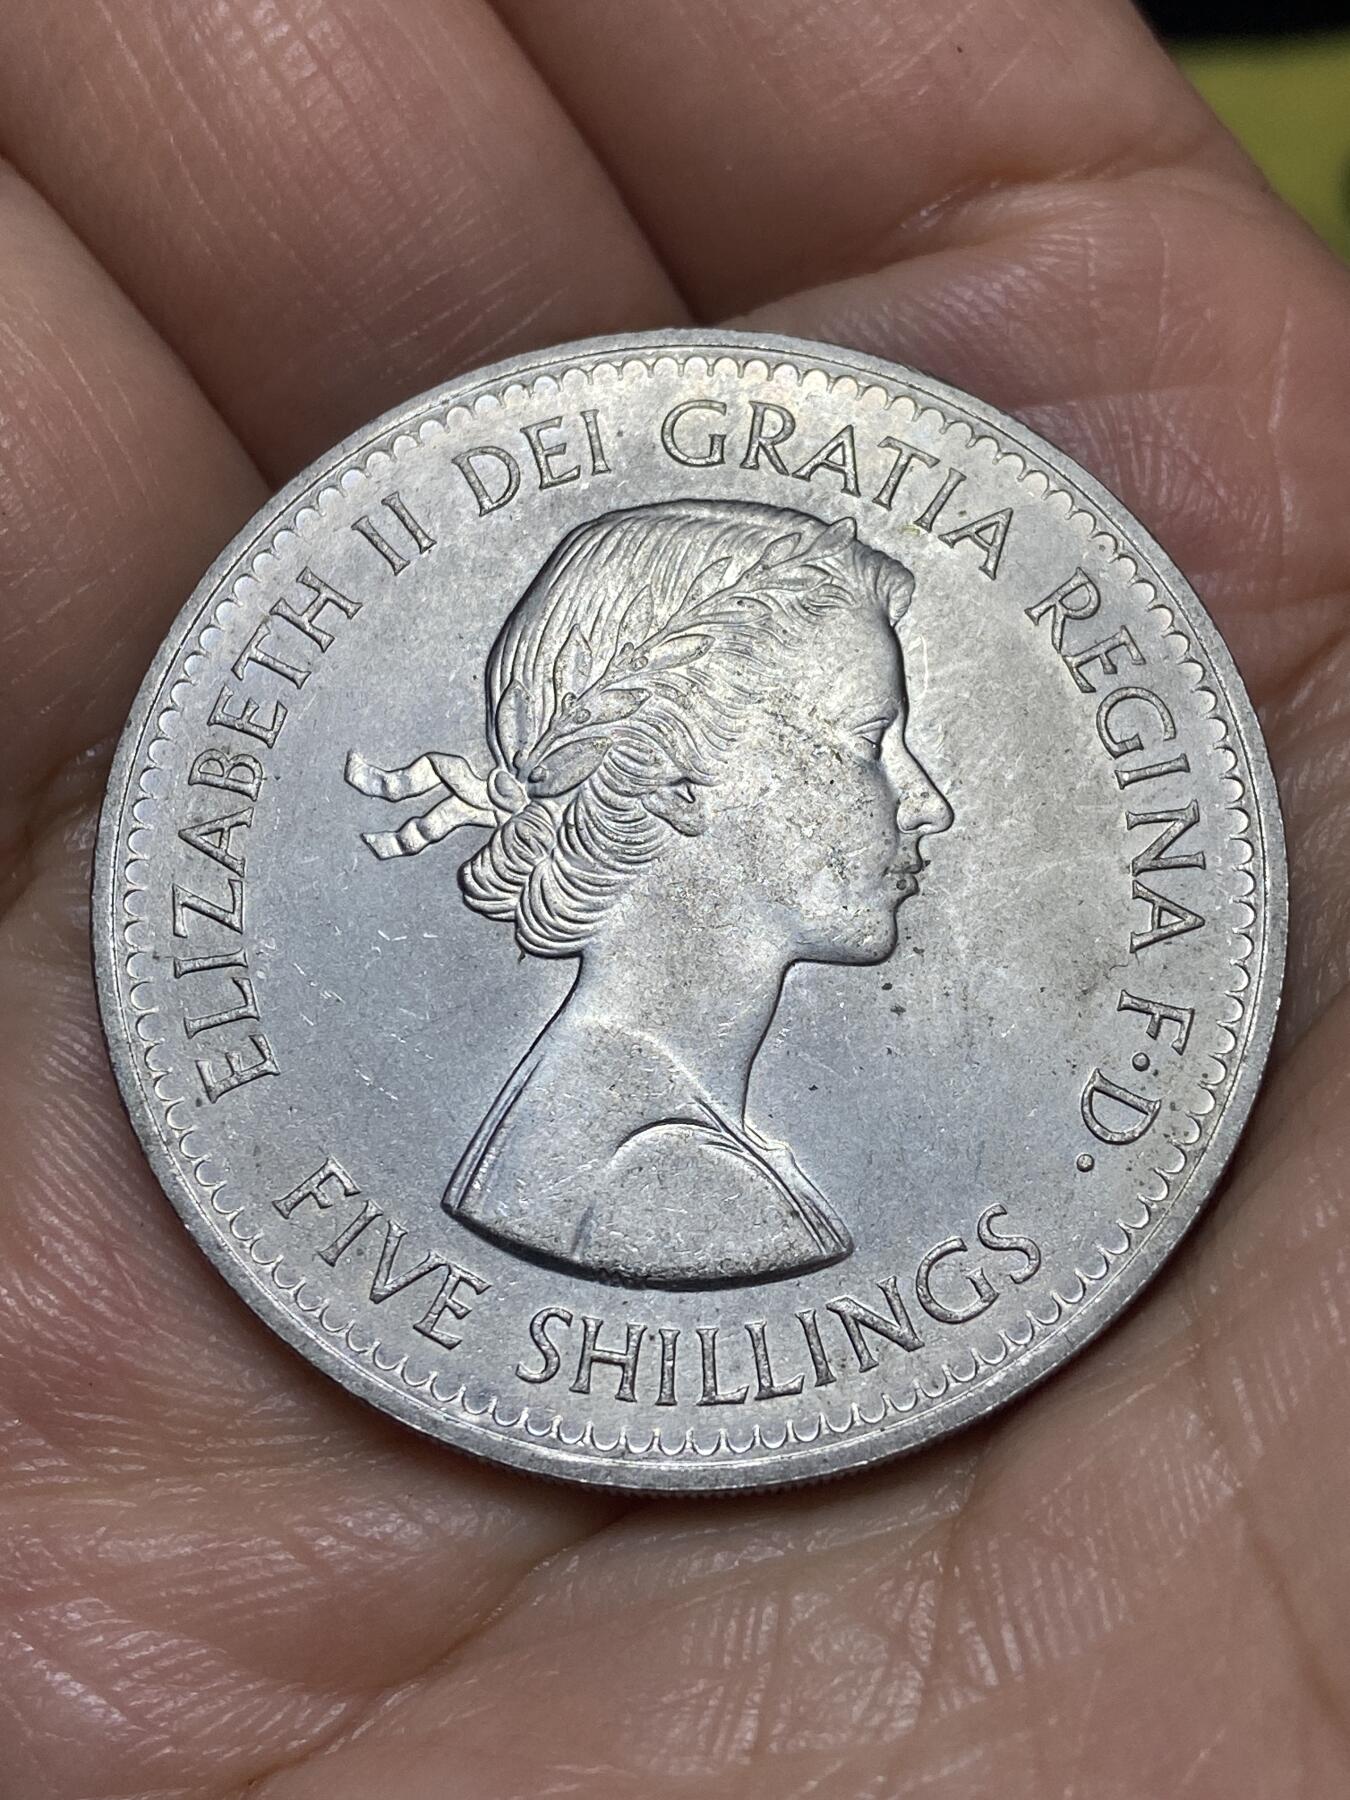 ELIZABETH II DEI GRATIA REGINA F·D·
FIVE SHILLINGS